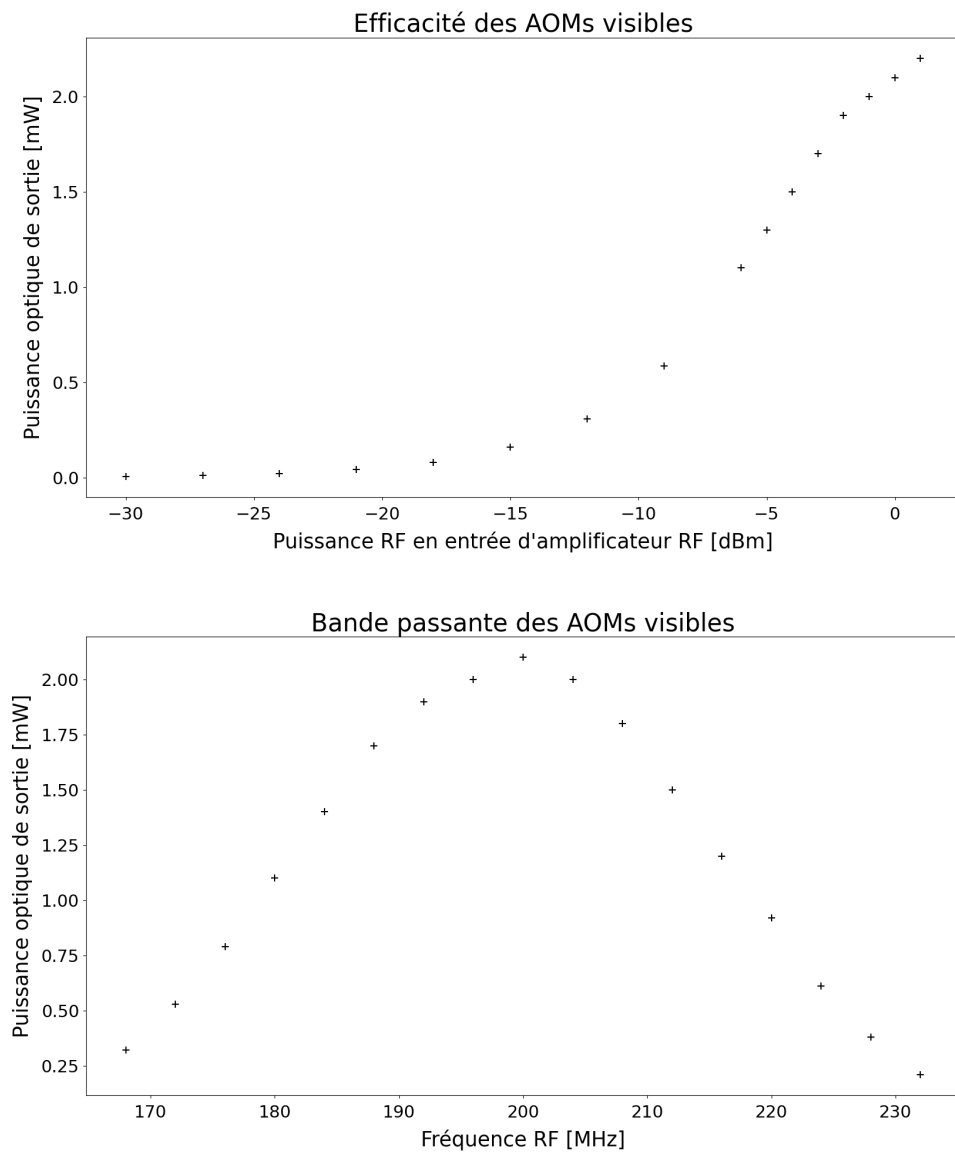 Efficacité des AOMs visibles
Puissance optique de sortie [mW]
2.0
1.5
1.0
0.5
0.0
−30 −25 −20 −15 −10 −5 0
Puissance RF en entrée d'amplificateur RF [dBm]
Bande passante des AOMs visibles
Puissance optique de sortie [mW]
2.00
1.75
1.50
1.25
1.00
0.75
0.50
0.25
170 180 190 200 210 220 230
Fréquence RF [MHz]